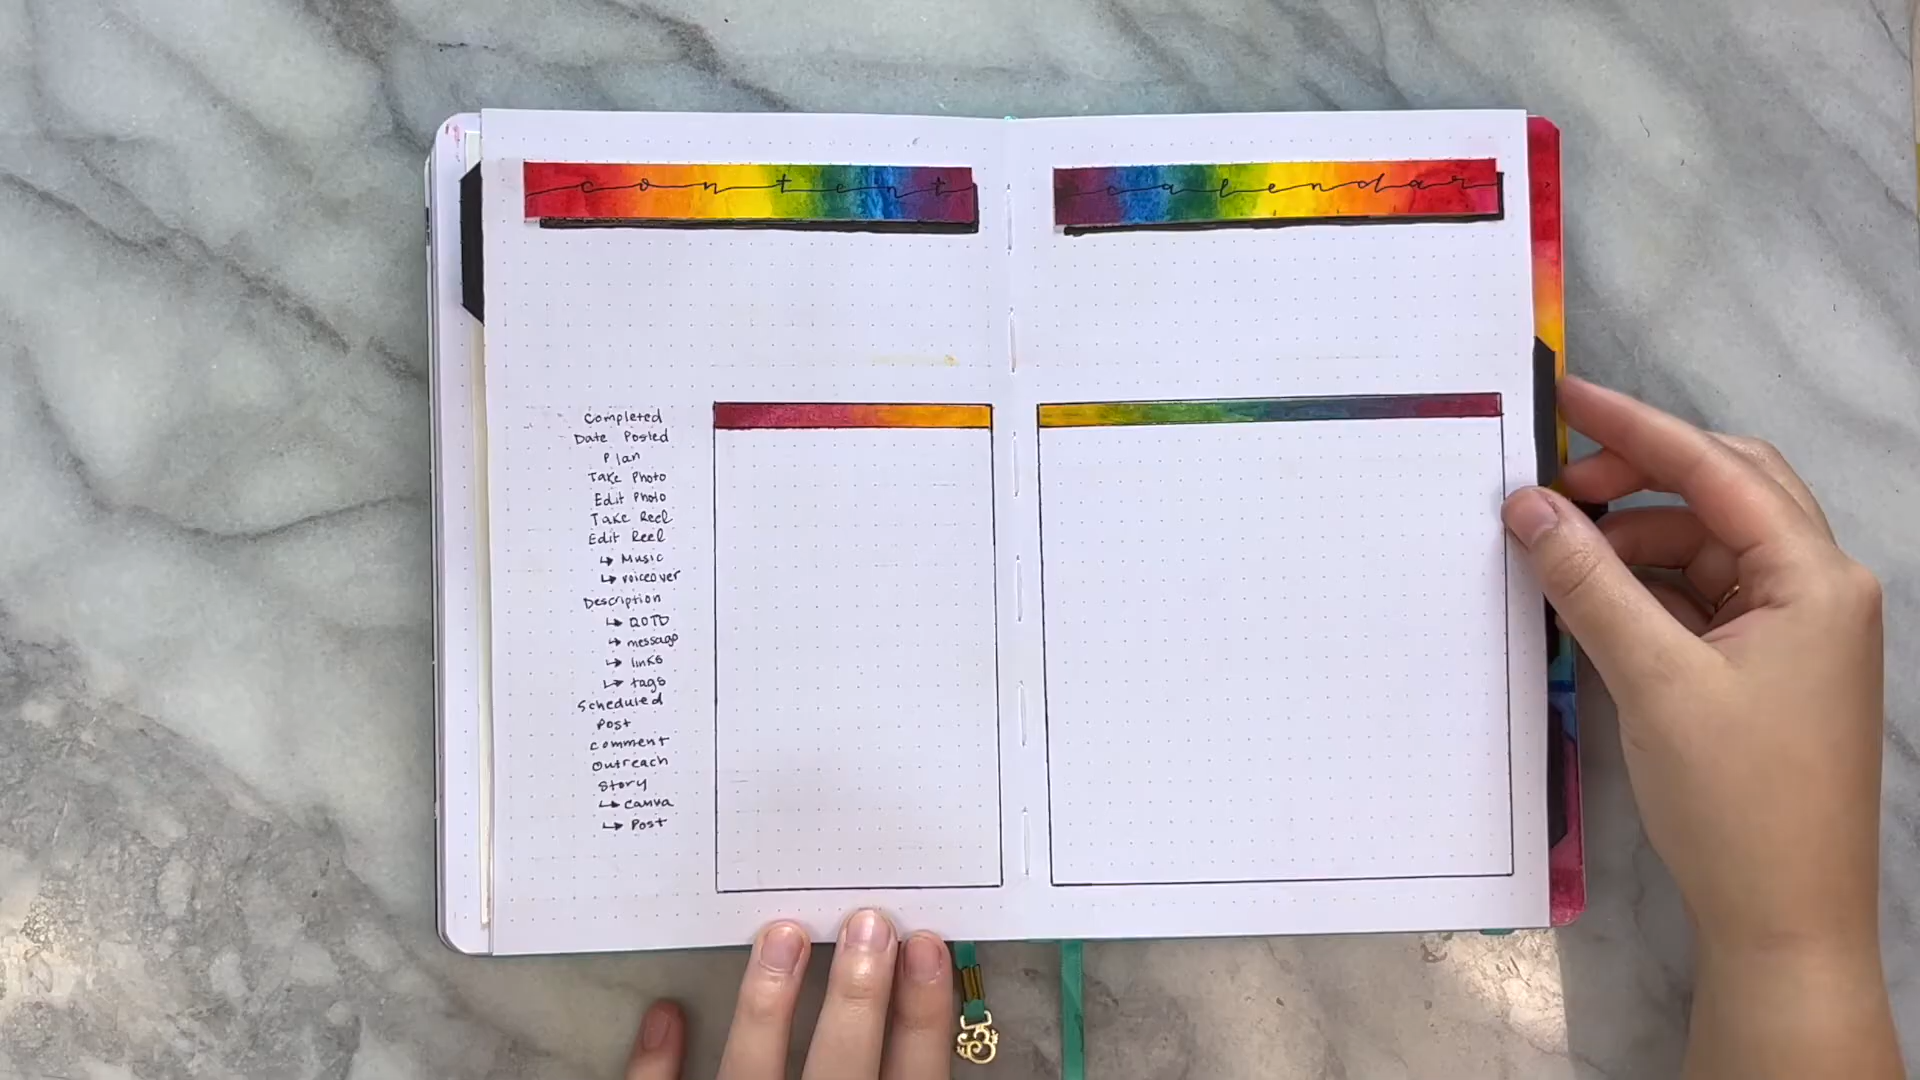 content
calendar
Completed
Date Posted
Plan
Take Photo
Edit Photo
Take Reel
Edit Reel
↳ Music
↳ voiceover
Description
↳ QOTD
↳ message
↳ links
↳ tags
Scheduled
Post
comment
outreach
Story
↳ canva
↳ Post